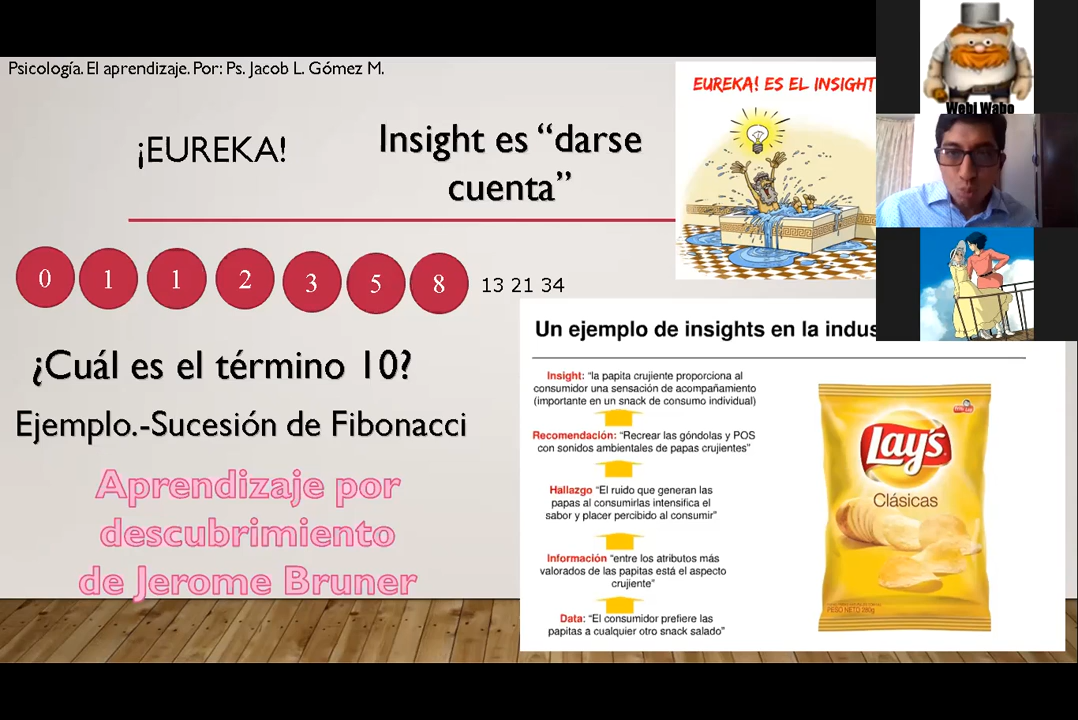 Psicología. El aprendizaje. Por: Ps. Jacob L. Gómez M.
¡EUREKA!
Insight es “darse
cuenta”
EUREKA! ES EL INSIGHT
Webi Wabo
0 1 1 2 3 5 8 13 21 34
¿Cuál es el término 10?
Ejemplo.-Sucesión de Fibonacci
Aprendizaje por
descubrimiento
de Jerome Bruner
Un ejemplo de insights en la indus
Insight: “la papita crujiente proporciona al
consumidor una sensación de acompañamiento
(importante en un snack de consumo individual)
Recomendación: “Recrear las góndolas y POS
con sonidos ambientales de papas crujientes”
Hallazgo “El ruido que generan las
papas al consumirlas intensifica el
sabor y placer percibido al consumir”
Información “entre los atributos más
valorados de las papitas está el aspecto
crujiente”
Data: “El consumidor prefiere las
papitas a cualquier otro snack salado”
Lay's
Clásicas
PESO NETO 280g